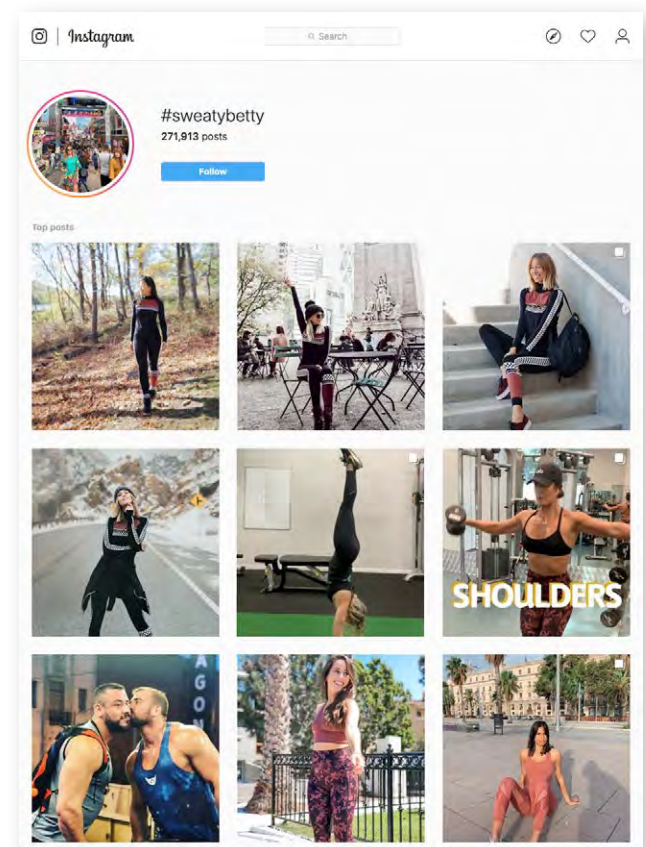 Instagram
Search
#sweatybetty
271,913 posts
Follow
Top posts
SHOULDERS
A
G
O
N